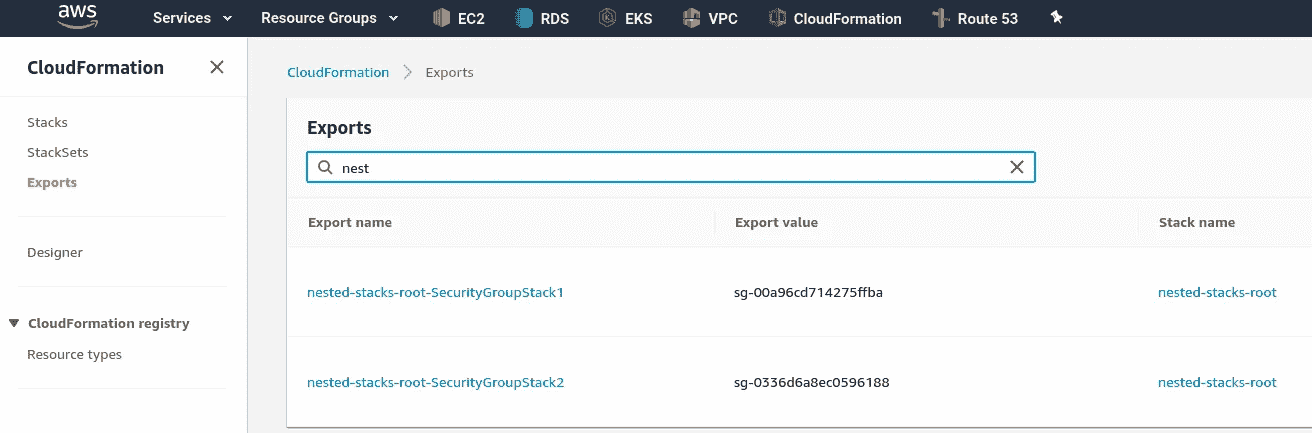 aws Services Resource Groups EC2 RDS EKS VPC CloudFormation Route 53
CloudFormation
Stacks
StackSets
Exports
Designer
CloudFormation registry
Resource types
CloudFormation Exports
Exports
nest
Export name Export value Stack name
nested-stacks-root-SecurityGroupStack1 sg-00a96cd714275ffba nested-stacks-root
nested-stacks-root-SecurityGroupStack2 sg-0336d6a8ec0596188 nested-stacks-root